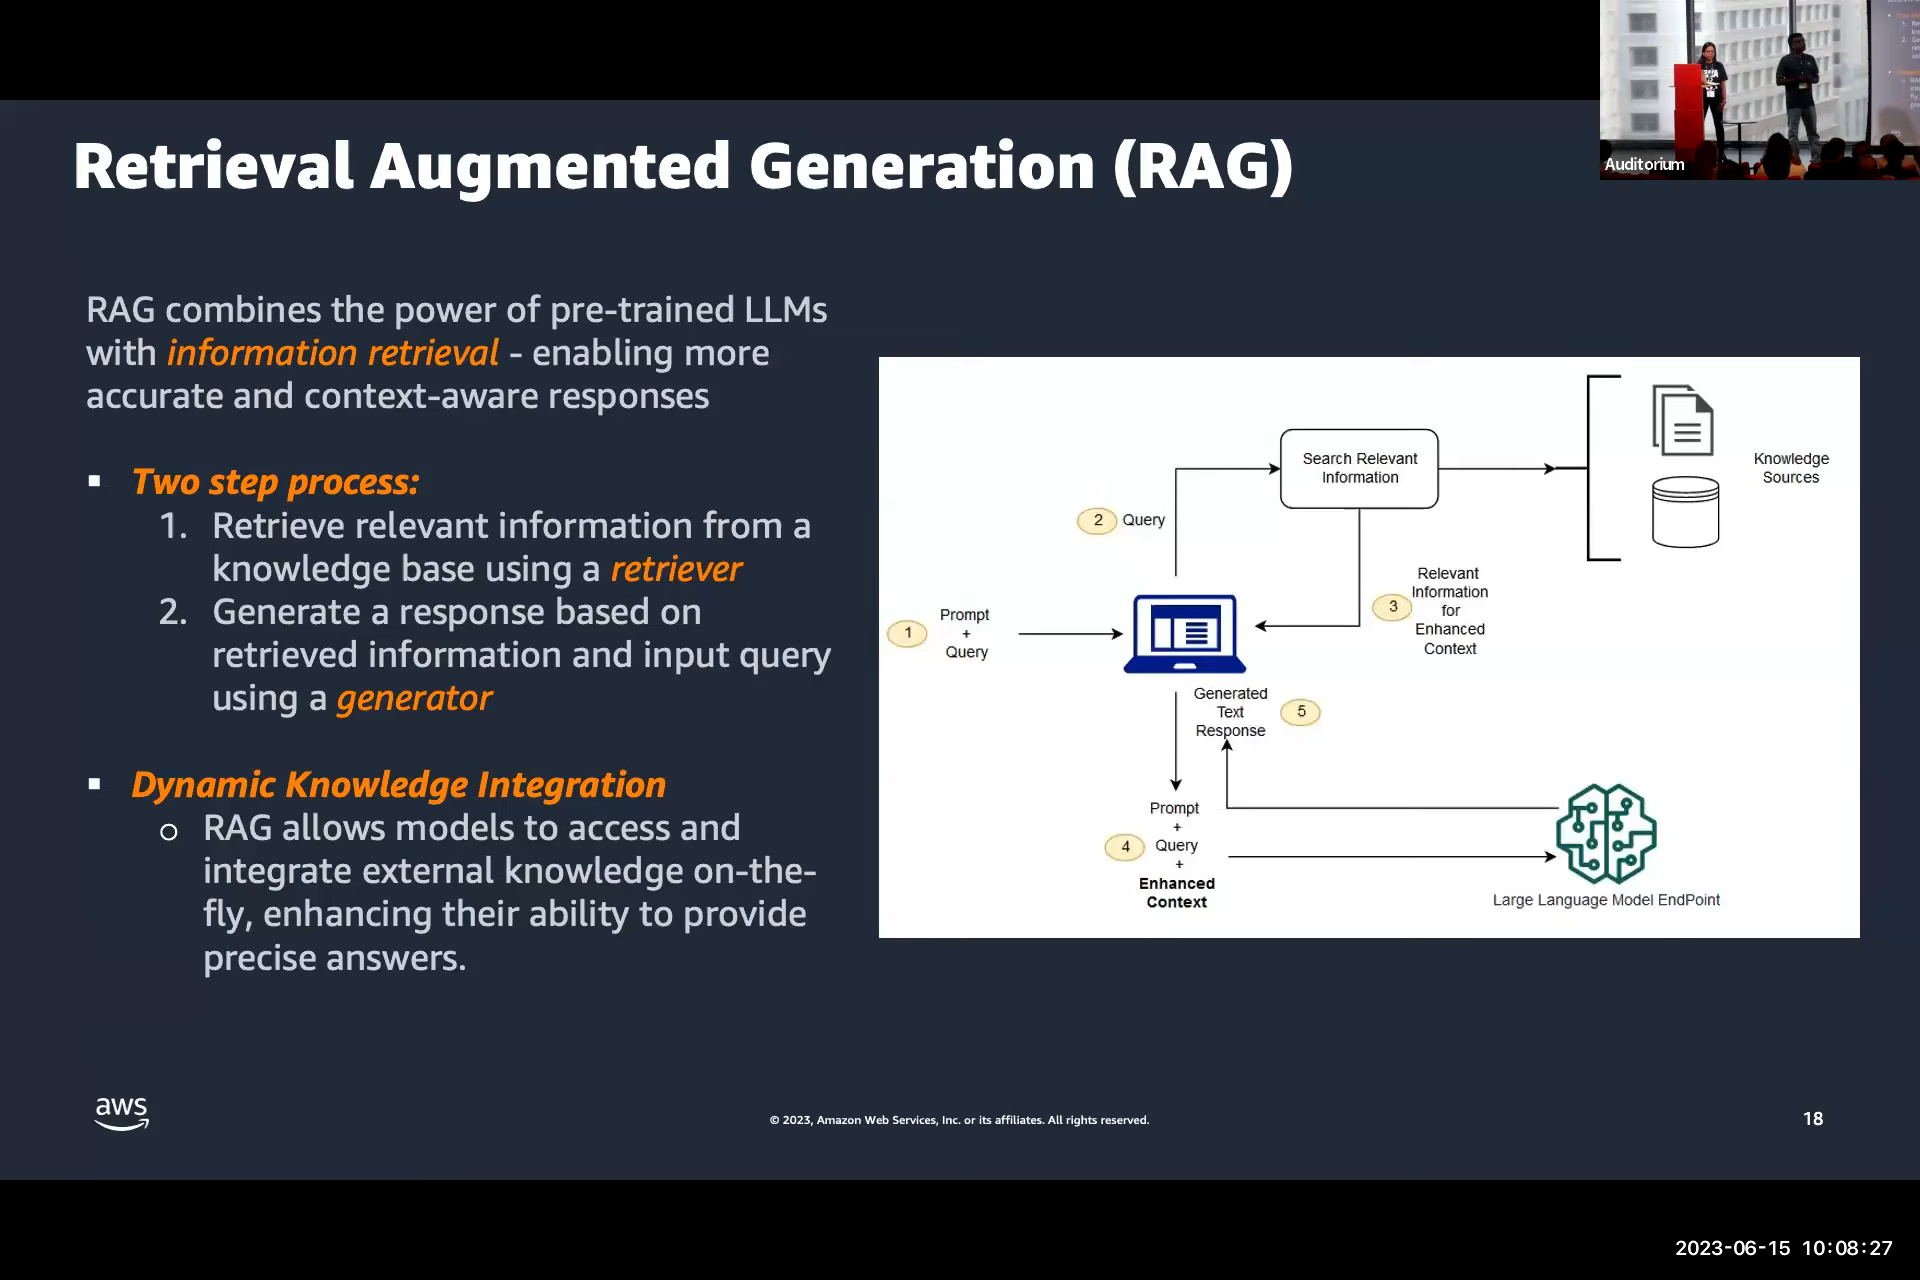 Auditorium
Retrieval Augmented Generation (RAG)
RAG combines the power of pre-trained LLMs
with information retrieval - enabling more
accurate and context-aware responses
▪ Two step process:
1. Retrieve relevant information from a
knowledge base using a retriever
2. Generate a response based on
retrieved information and input query
using a generator
▪ Dynamic Knowledge Integration
o RAG allows models to access and
integrate external knowledge on-the-
fly, enhancing their ability to provide
precise answers.
1
Prompt
+
Query
2 Query
Search Relevant
Information
Knowledge
Sources
3
Relevant
Information
for
Enhanced
Context
Generated
Text
Response
5
4
Prompt
+
Query
+
Enhanced
Context
Large Language Model EndPoint
aws
© 2023, Amazon Web Services, Inc. or its affiliates. All rights reserved.
18
2023-06-15 10:08:27